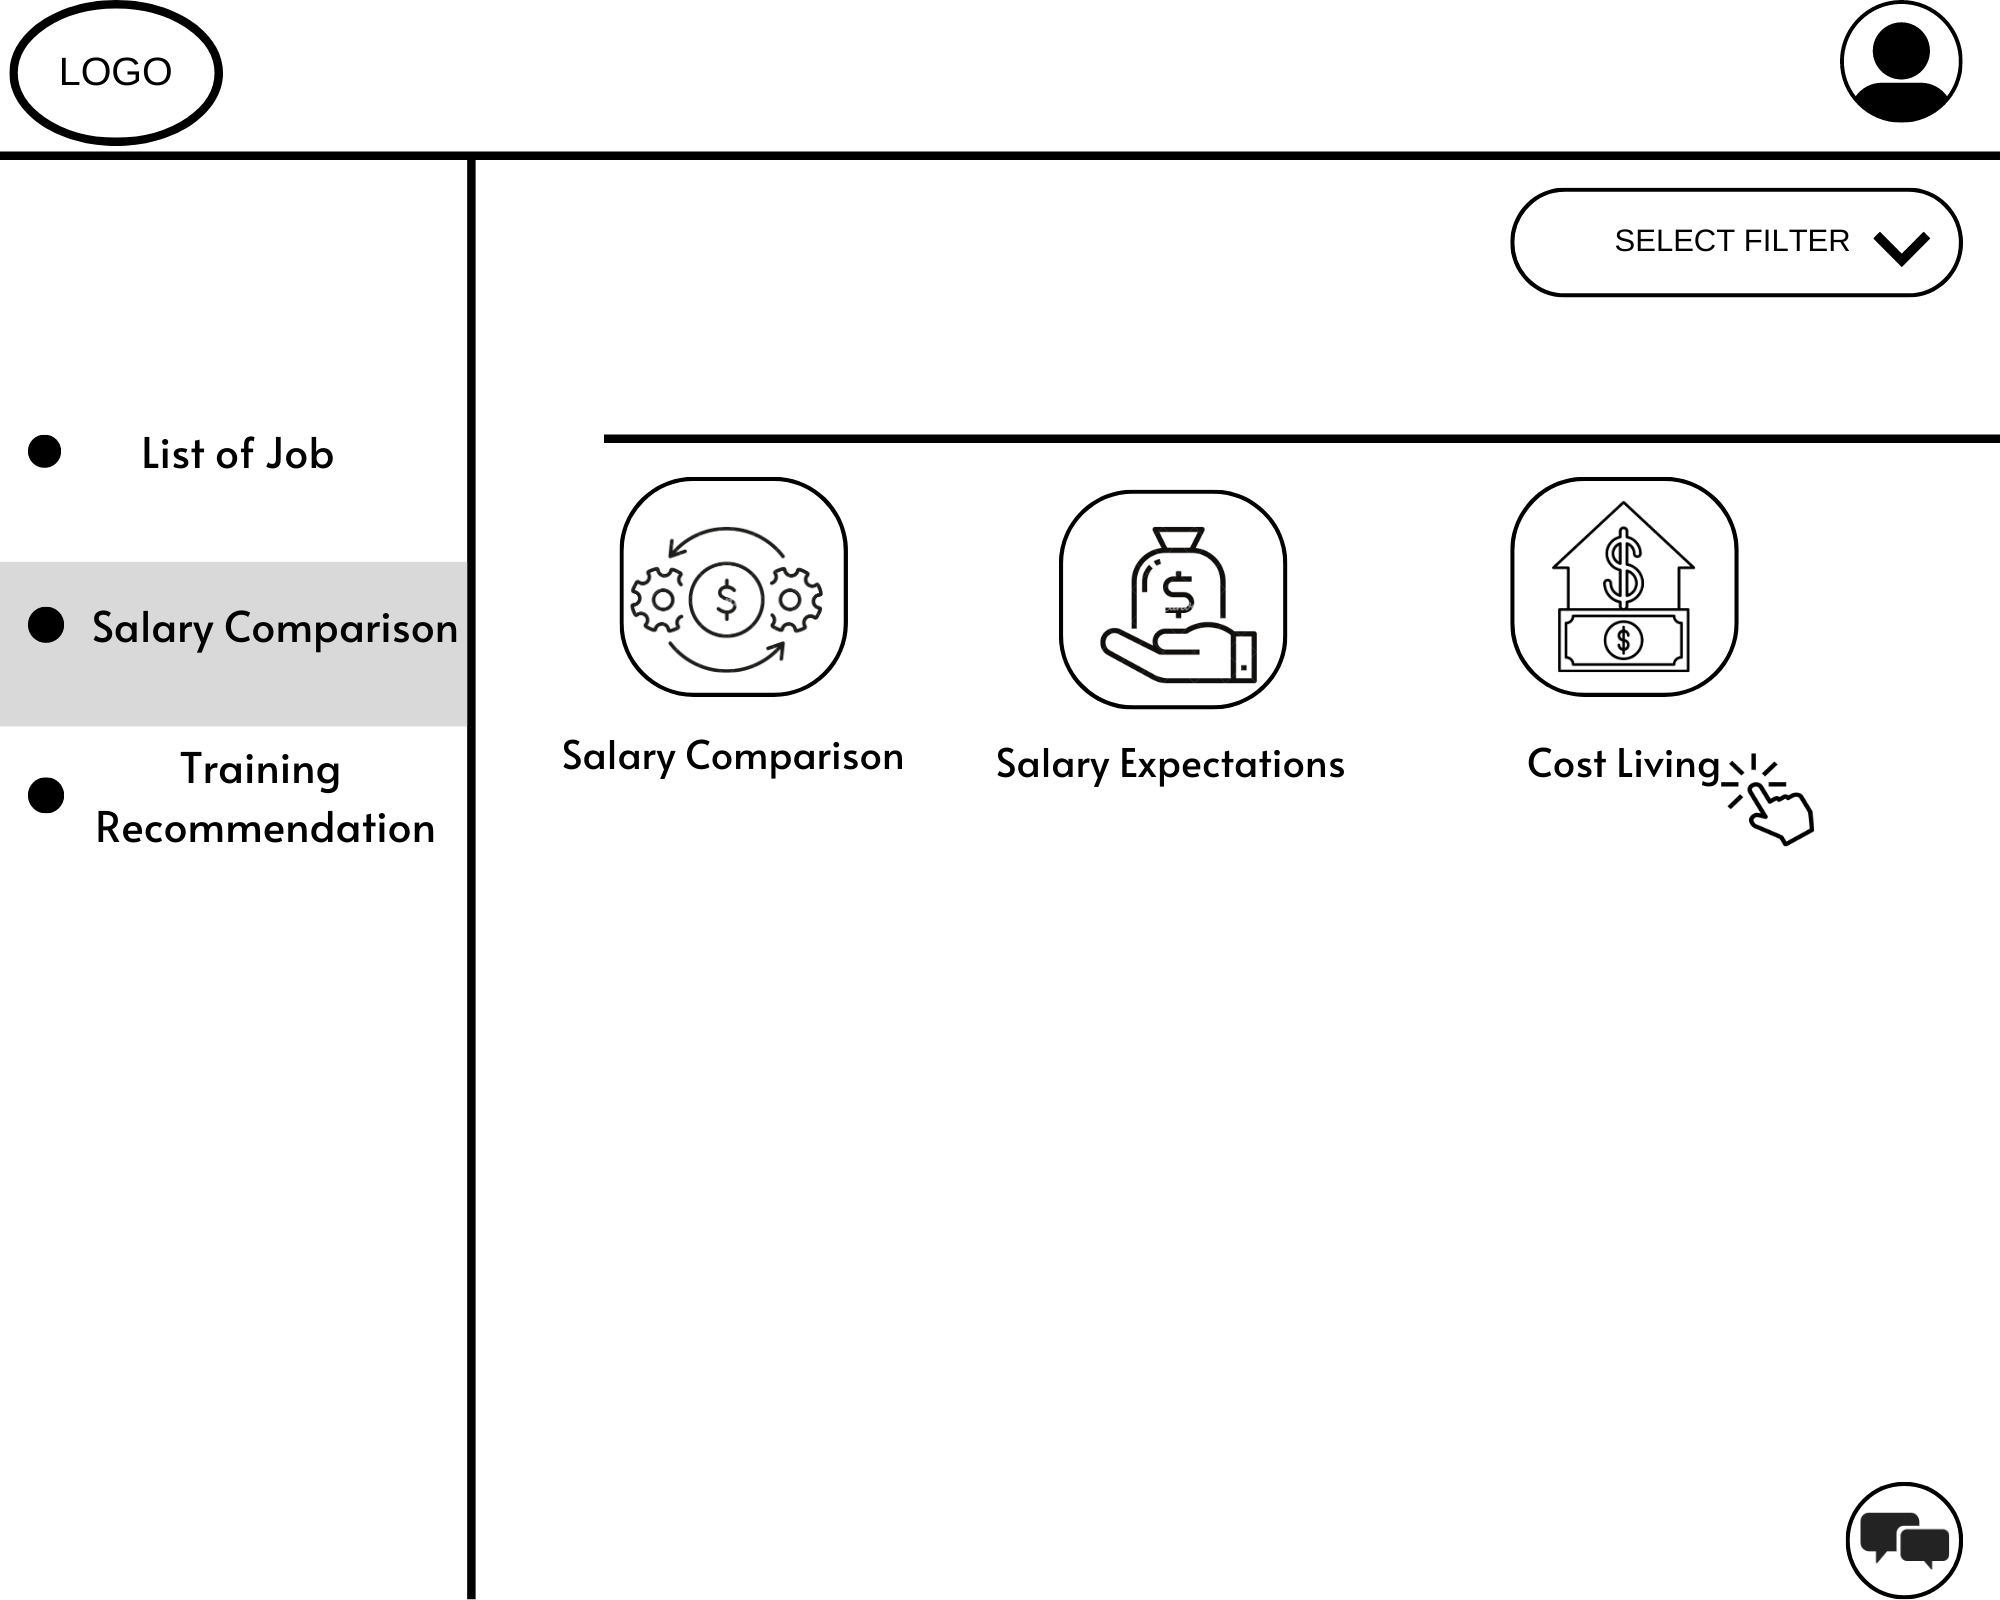 LOGO
SELECT FILTER
List of Job
Salary Comparison
Training
Recommendation
Salary Comparison
Salary Expectations
Cost Living